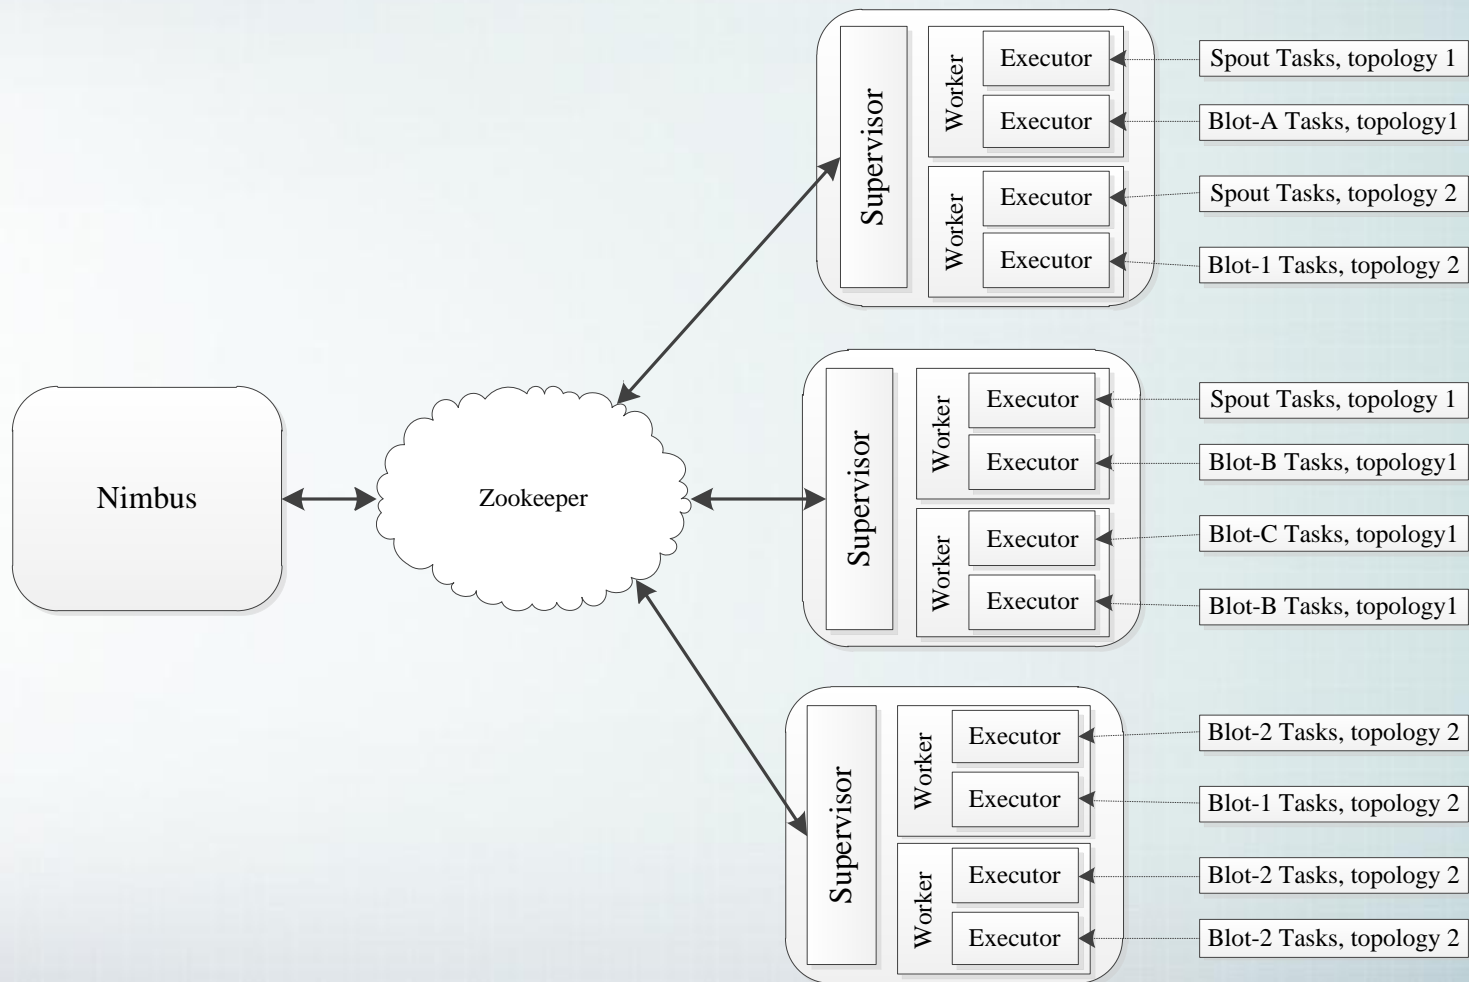 Nimbus
Zookeeper
Supervisor
Worker
Executor
Spout Tasks, topology 1
Executor
Blot-A Tasks, topology1
Worker
Executor
Spout Tasks, topology 2
Executor
Blot-1 Tasks, topology 2
Supervisor
Worker
Executor
Spout Tasks, topology 1
Executor
Blot-B Tasks, topology1
Worker
Executor
Blot-C Tasks, topology1
Executor
Blot-B Tasks, topology1
Supervisor
Worker
Executor
Blot-2 Tasks, topology 2
Executor
Blot-1 Tasks, topology 2
Worker
Executor
Blot-2 Tasks, topology 2
Executor
Blot-2 Tasks, topology 2